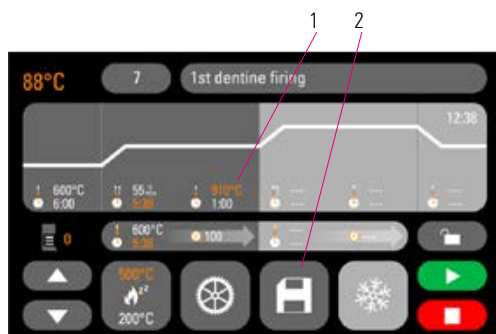 1 2
88°C 7 1st dentine firing
12:38
600°C 55 910°C --- --- ---
6:00 5:38 1:00 --- --- ---
0 600°C 100 --- ---
5:38 ---
500°C
200°C